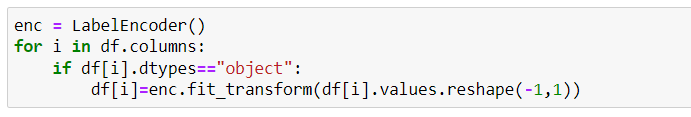 enc = LabelEncoder()
for i in df.columns:
    if df[i].dtypes=="object":
        df[i]=enc.fit_transform(df[i].values.reshape(-1,1))